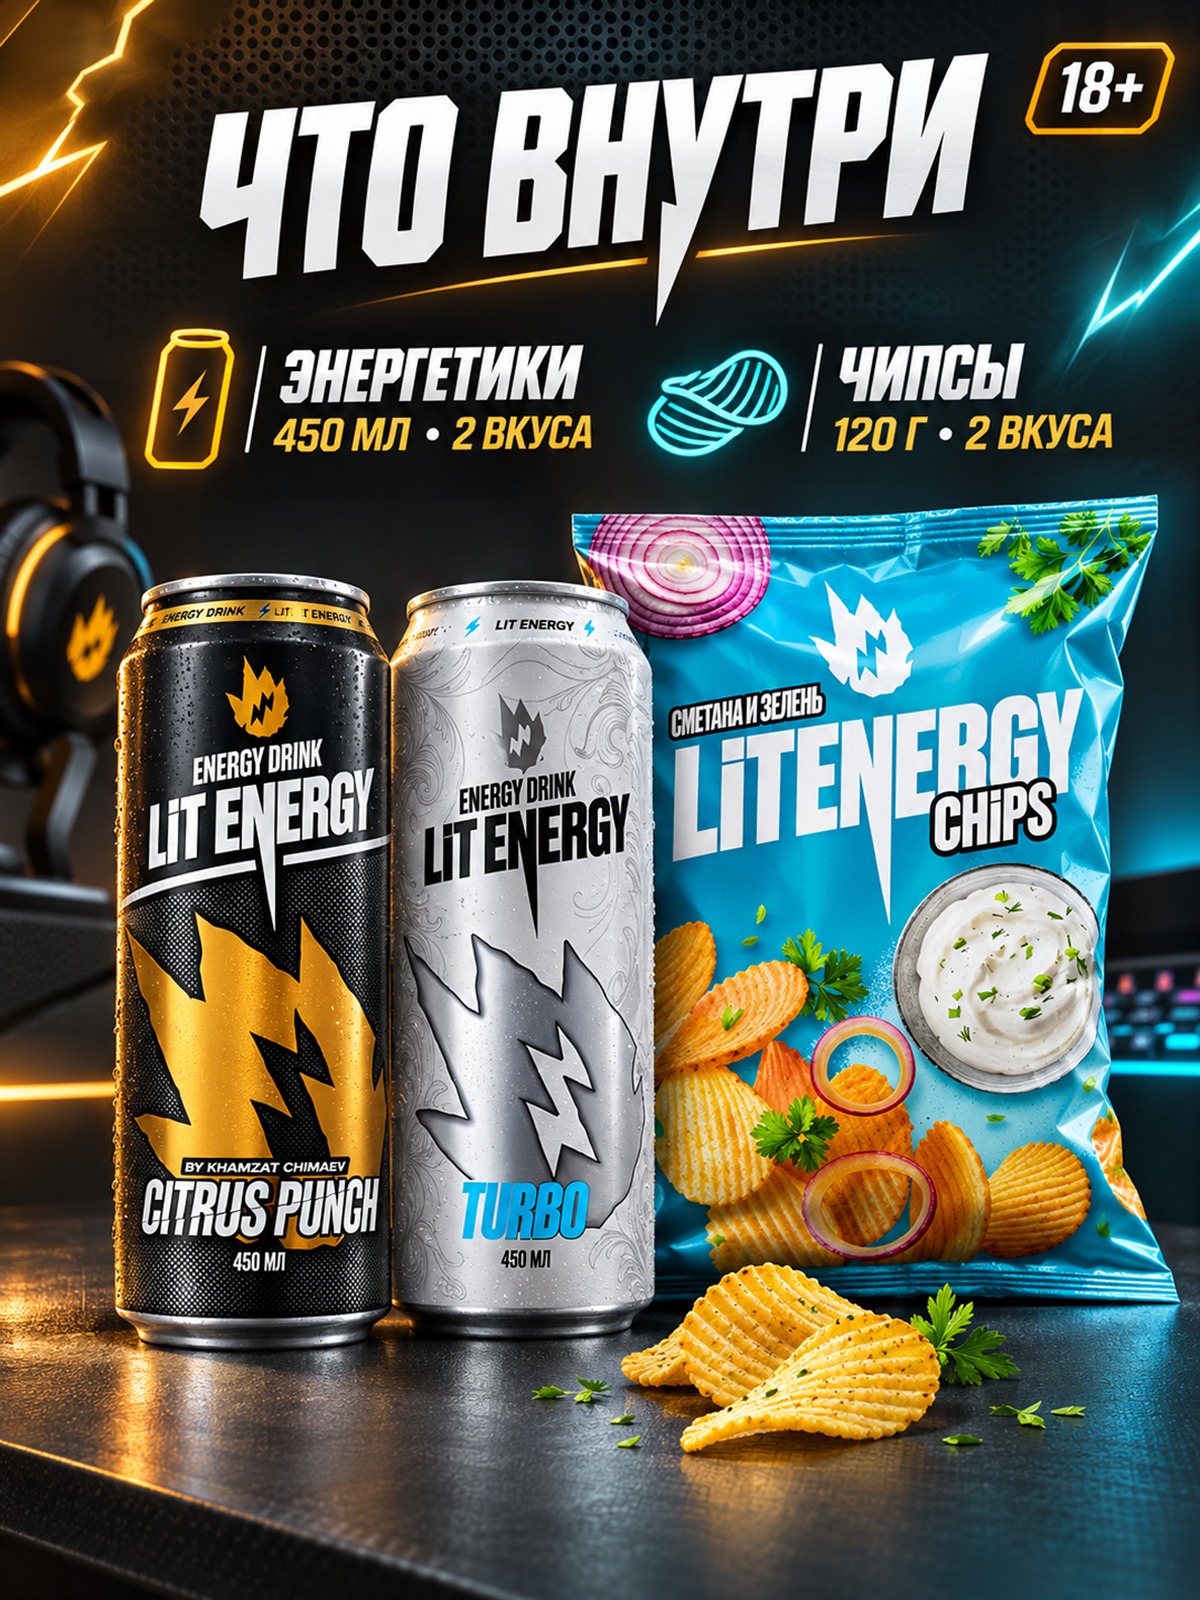 ЧТО ВНУТРИ
18+
ЭНЕРГЕТИКИ
450 МЛ • 2 ВКУСА
ЧИПСЫ
120 Г • 2 ВКУСА
ENERGY DRINK
ENERGY DRINK
LIT ENERGY
BY KHAMZAT CHIMAEV
CITRUS PUNCH
450 МЛ
LIT ENERGY
ENERGY DRINK
LIT ENERGY
TURBO
450 МЛ
СМЕТАНА И ЗЕЛЕНЬ
LITENERGY
CHIPS